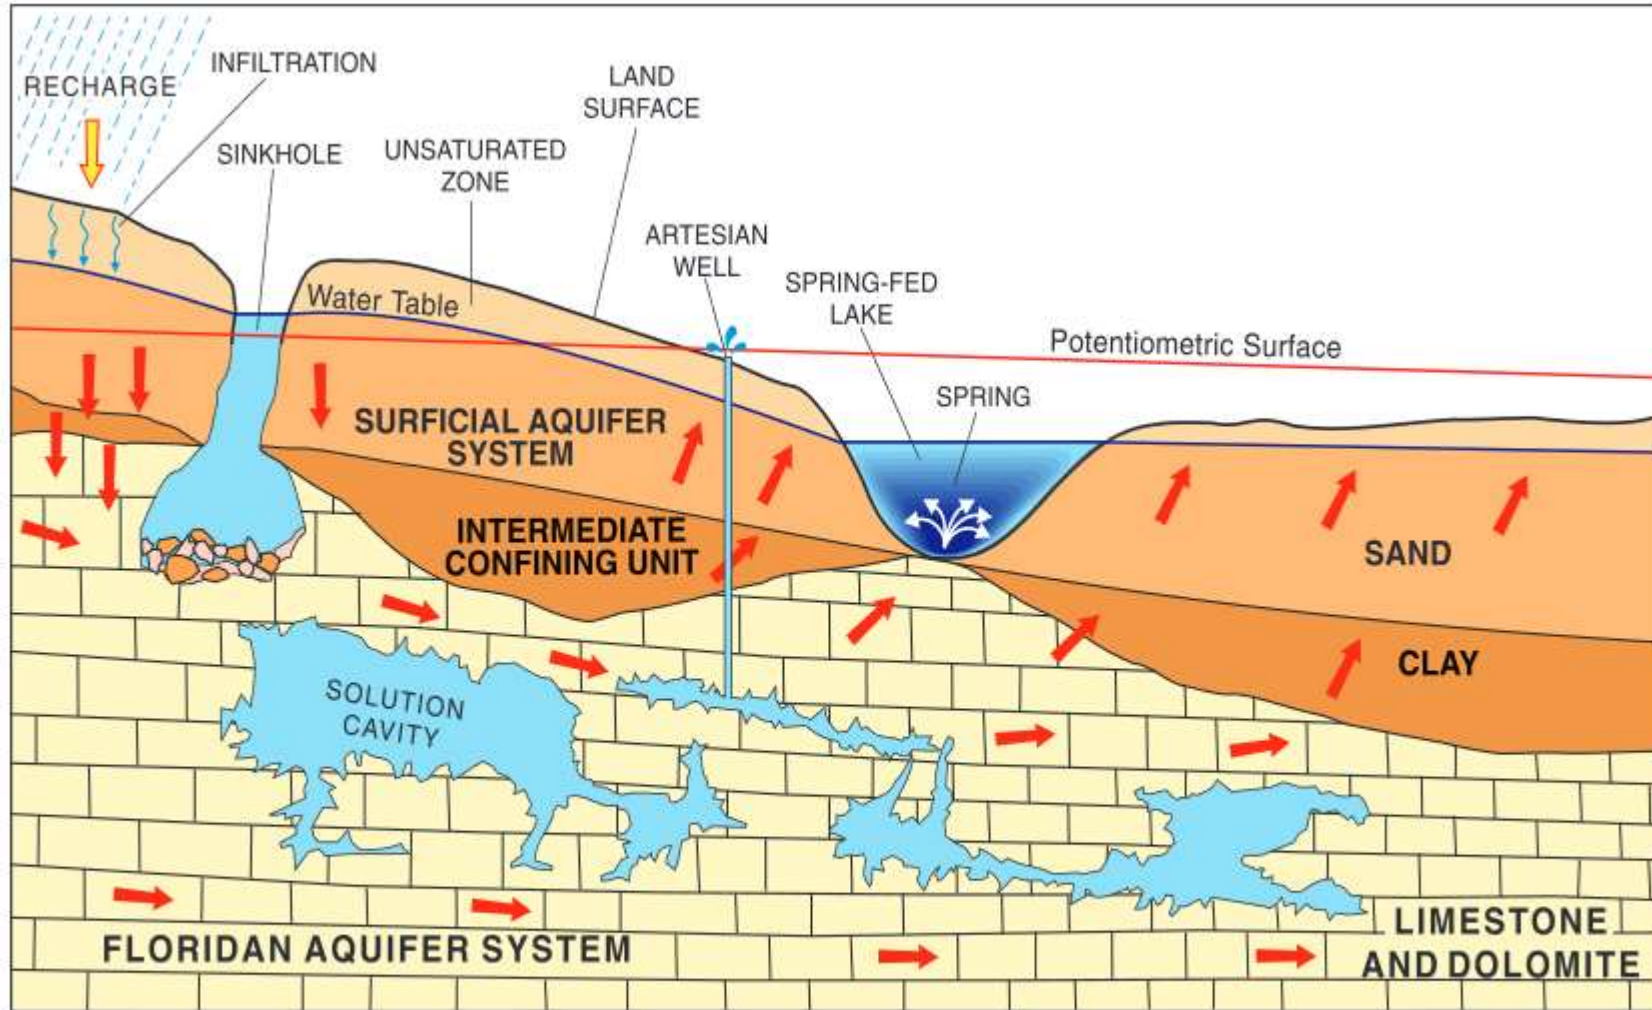 RECHARGE
INFILTRATION
SINKHOLE
UNSATURATED
ZONE
LAND
SURFACE
ARTESIAN
WELL
SPRING-FED
LAKE
SPRING
Water Table
Potentiometric Surface
SURFICIAL AQUIFER
SYSTEM
INTERMEDIATE
CONFINING UNIT
SAND
CLAY
SOLUTION
CAVITY
FLORIDAN AQUIFER SYSTEM
LIMESTONE
AND DOLOMITE